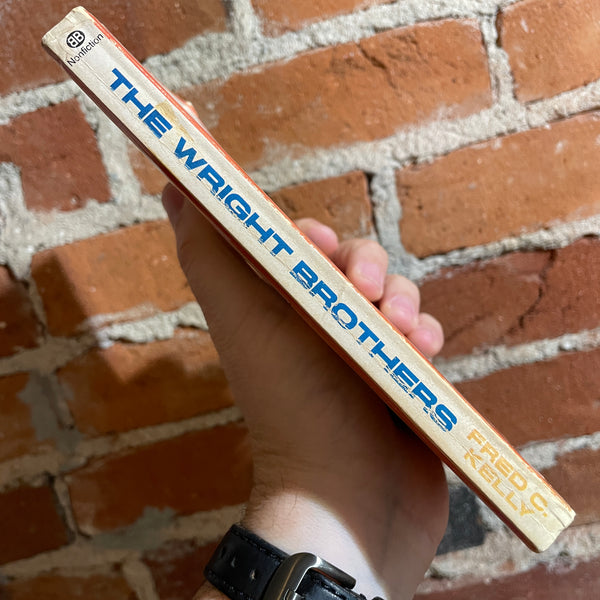 BB
Nonfiction
THE WRIGHT BROTHERS
FRED C.
KELLY